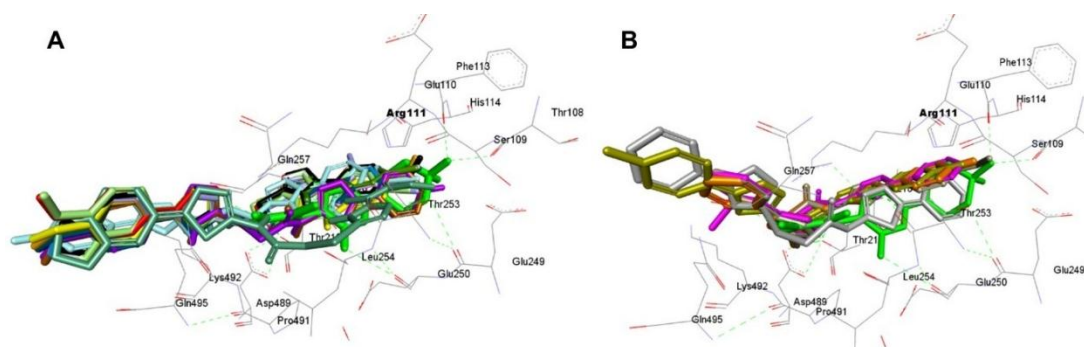 A
Phe113
Glu110
His114
Arg111
Thr108
Ser109
Gln257
Thr253
Thr21
Leu254
Glu249
Glu250
Lys492
Gln495
Asp489
Pro491
B
Phe113
Glu110
His114
Arg111
Ser109
Gln257
Thr253
Thr21
Glu249
Leu254
Glu250
Lys492
Asp489
Pro491
Gln495